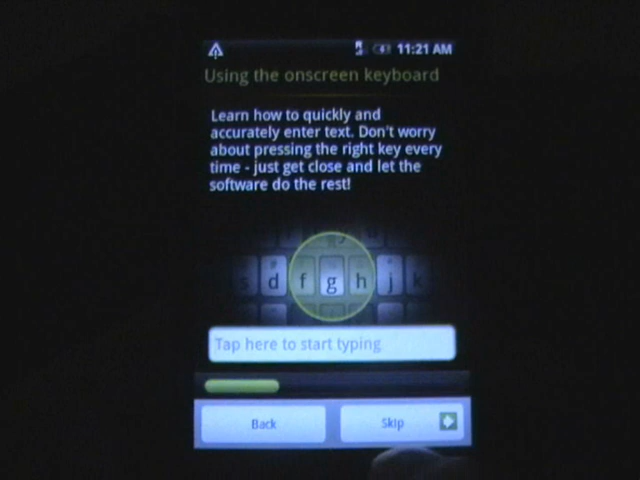 11:21 AM
Using the onscreen keyboard
Learn how to quickly and
accurately enter text. Don't worry
about pressing the right key every
time - just get close and let the
software do the rest!
s d f g h j k
Tap here to start typing
Back Skip